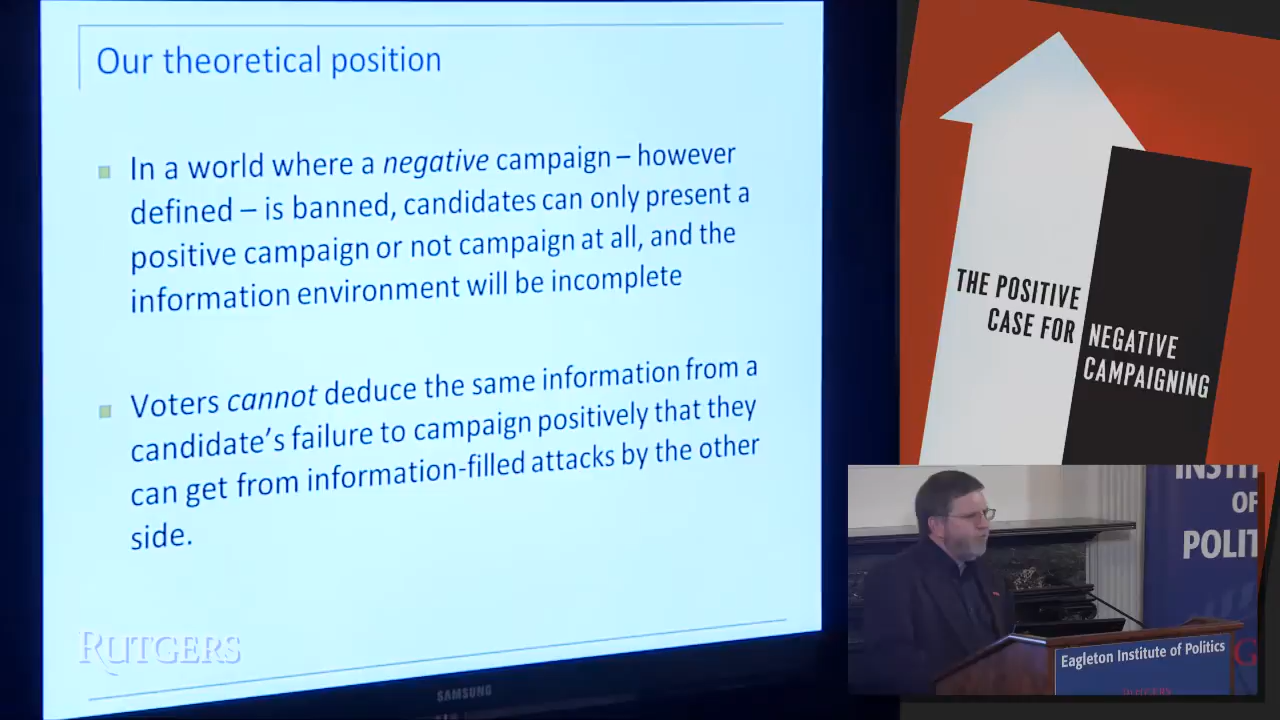 Our theoretical position
In a world where a negative campaign – however
defined – is banned, candidates can only present a
positive campaign or not campaign at all, and the
information environment will be incomplete
Voters cannot deduce the same information from a
candidate's failure to campaign positively that they
can get from information-filled attacks by the other
side.
RUTGERS
SAMSUNG
THE POSITIVE
CASE FOR
NEGATIVE
CAMPAIGNING
OF
Eagleton Institute of Politics
RUTGERS